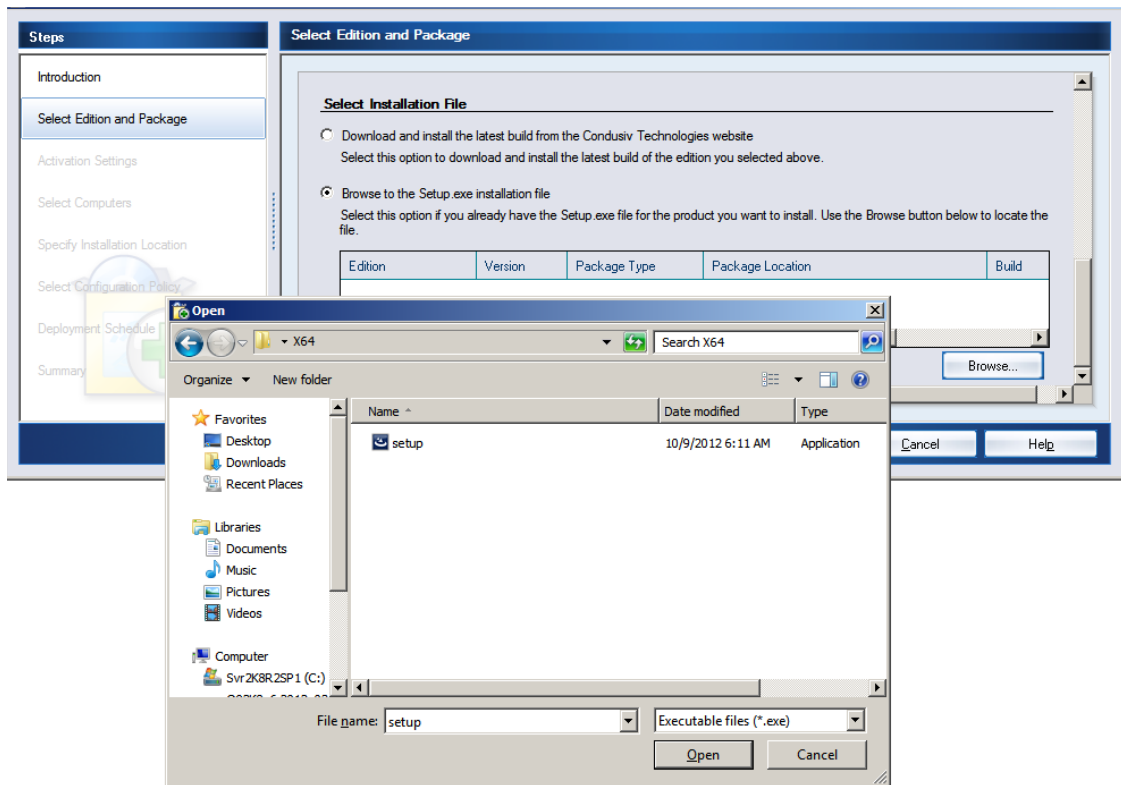 Steps
Introduction
Select Edition and Package
Activation Settings
Select Computers
Specify Installation Location
Select Configuration Policy
Deployment Schedule
Summary
Select Edition and Package
Select Installation File
Download and install the latest build from the Condusiv Technologies website
Select this option to download and install the latest build of the edition you selected above.
Browse to the Setup.exe installation file
Select this option if you already have the Setup.exe file for the product you want to install. Use the Browse button below to locate the
file.
Edition Version Package Type Package Location Build
Browse...
Cancel Help
Open
X64 Search X64
Organize New folder
Favorites
Desktop
Downloads
Recent Places
Libraries
Documents
Music
Pictures
Videos
Computer
Svr2K8R2SP1 (C:)
Name Date modified Type
setup 10/9/2012 6:11 AM Application
File name: setup Executable files (*.exe)
Open Cancel